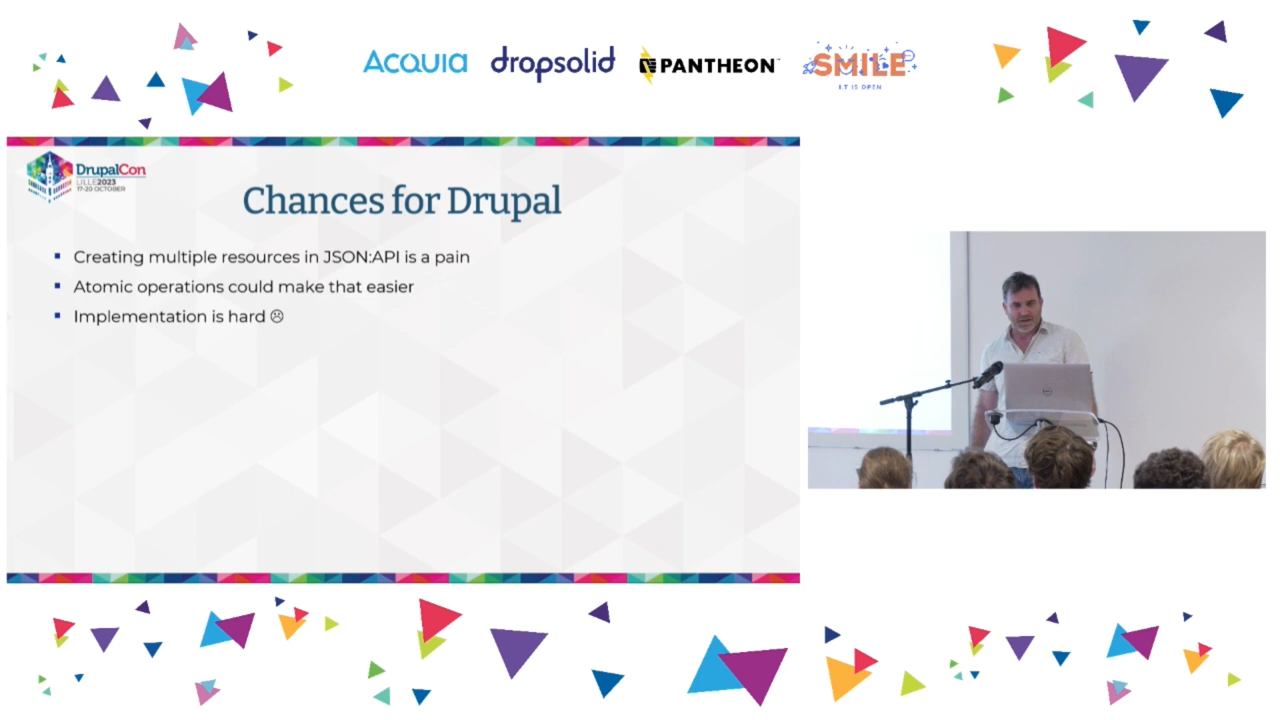 ACQUIA dropsolid PANTHEON SMILE
I.T IS OPEN
DrupalCon
LILLE2023
17-20 OCTOBER
Chances for Drupal
▪ Creating multiple resources in JSON:API is a pain
▪ Atomic operations could make that easier
▪ Implementation is hard ☹